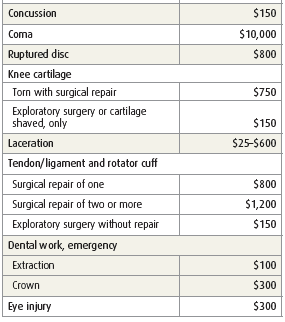 Concussion $150
Coma $10,000
Ruptured disc $800
Knee cartilage
Torn with surgical repair $750
Exploratory surgery or cartilage
shaved, only $150
Laceration $25-$600
Tendon/ligament and rotator cuff
Surgical repair of one $800
Surgical repair of two or more $1,200
Exploratory surgery without repair $150
Dental work, emergency
Extraction $100
Crown $300
Eye injury $300